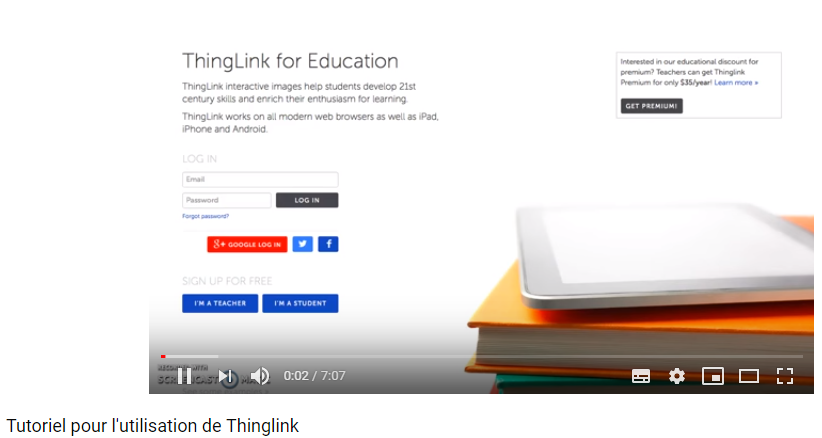 ThingLink for Education
ThingLink interactive images help students develop 21st
century skills and enrich their enthusiasm for learning.
ThingLink works on all modern web browsers as well as iPad,
iPhone and Android.
LOG IN
Email
Password
LOG IN
Forgot password?
g+ GOOGLE LOG IN
f
SIGN UP FOR FREE
I'M A TEACHER
I'M A STUDENT
Interested in our educational discount for
premium? Teachers can get Thinglink
Premium for only $35/year! Learn more »
GET PREMIUM!
RECORDED WITH
0:02 / 7:07
Tutoriel pour l'utilisation de Thinglink